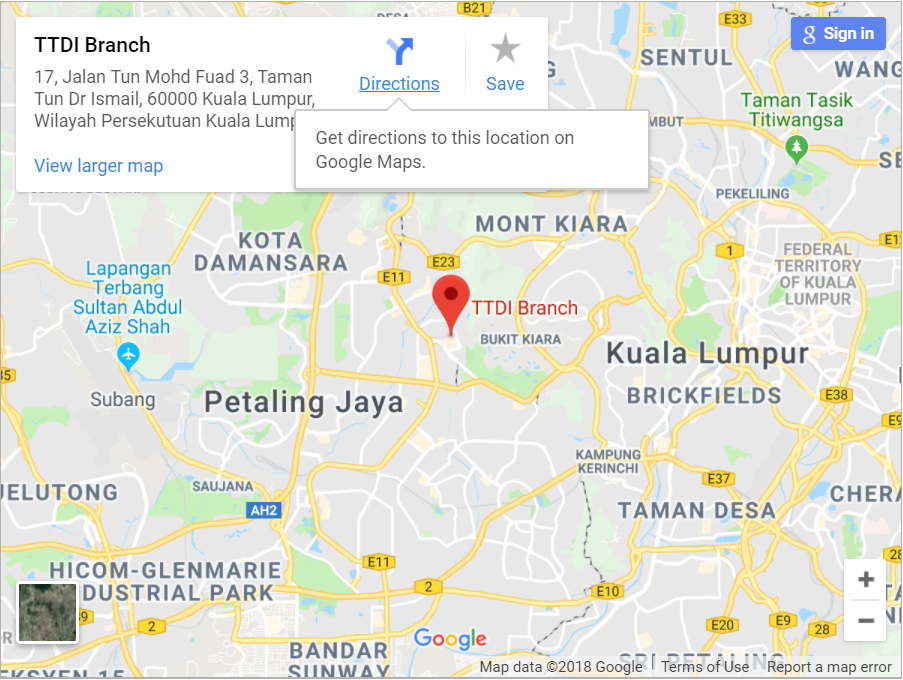 B21
E33
TTDI Branch
17, Jalan Tun Mohd Fuad 3, Taman
Tun Dr Ismail, 60000 Kuala Lumpur,
Wilayah Persekutuan Kuala Lump
View larger map
Directions
Save
Get directions to this location on
Google Maps.
g Sign in
SENTUL
WANG
Taman Tasik
Titiwangsa
MBUT
SE
PEKELILING
MONT KIARA
KOTA
DAMANSARA
E23
E11
1
E12
FEDERAL
TERRITORY
OF KUALA
LUMPUR
Lapangan
Terbang
Sultan Abdul
Aziz Shah
TTDI Branch
BUKIT KIARA
Kuala Lumpur
35
Subang
Petaling Jaya
BRICKFIELDS
E38
E9
KAMPUNG
KERINCHI
E37
JELUTONG
SAUJANA
AH2
TAMAN DESA
CHERA
28
HICOM-GLENMARIE
DUSTRIAL PARK
E11
2
E10
+
−
2
E20
E9
28
BANDAR
SUNWAY
Google
SRI PETALING
EKSYEN 15
Map data ©2018 Google
Terms of Use
Report a map error